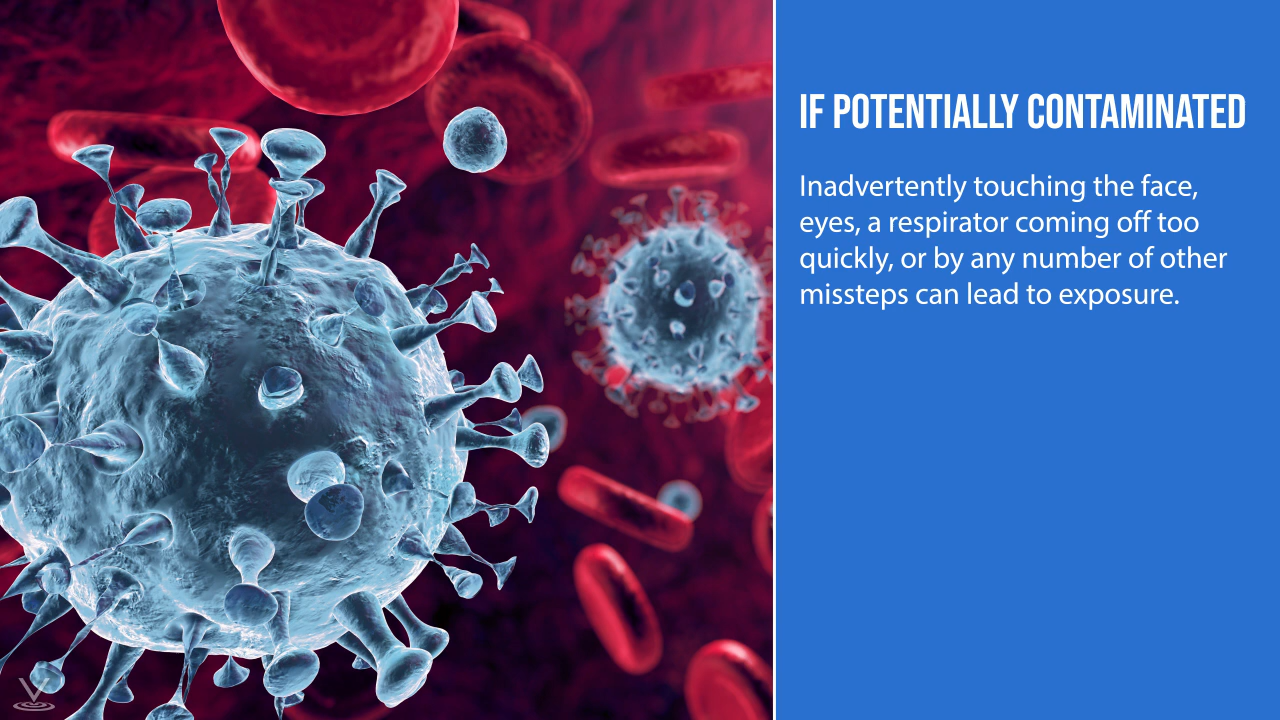 IF POTENTIALLY CONTAMINATED
Inadvertently touching the face,
eyes, a respirator coming off too
quickly, or by any number of other
missteps can lead to exposure.